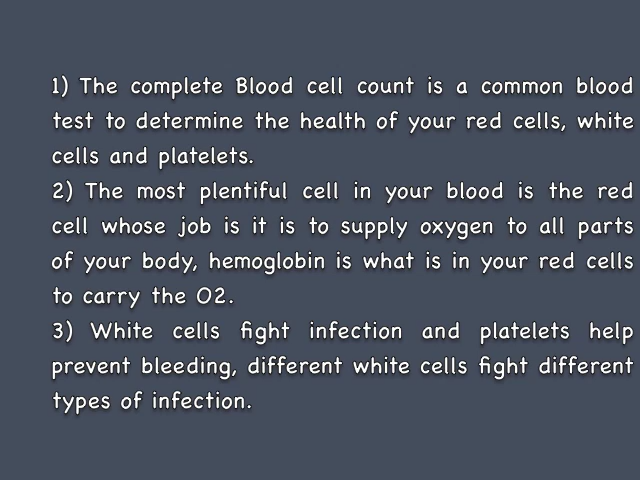 1) The complete Blood cell count is a common blood
test to determine the health of your red cells, white
cells and platelets.
2) The most plentiful cell in your blood is the red
cell whose job is it is to supply oxygen to all parts
of your body, hemoglobin is what is in your red cells
to carry the O2.
3) White cells fight infection and platelets help
prevent bleeding, different white cells fight different
types of infection.